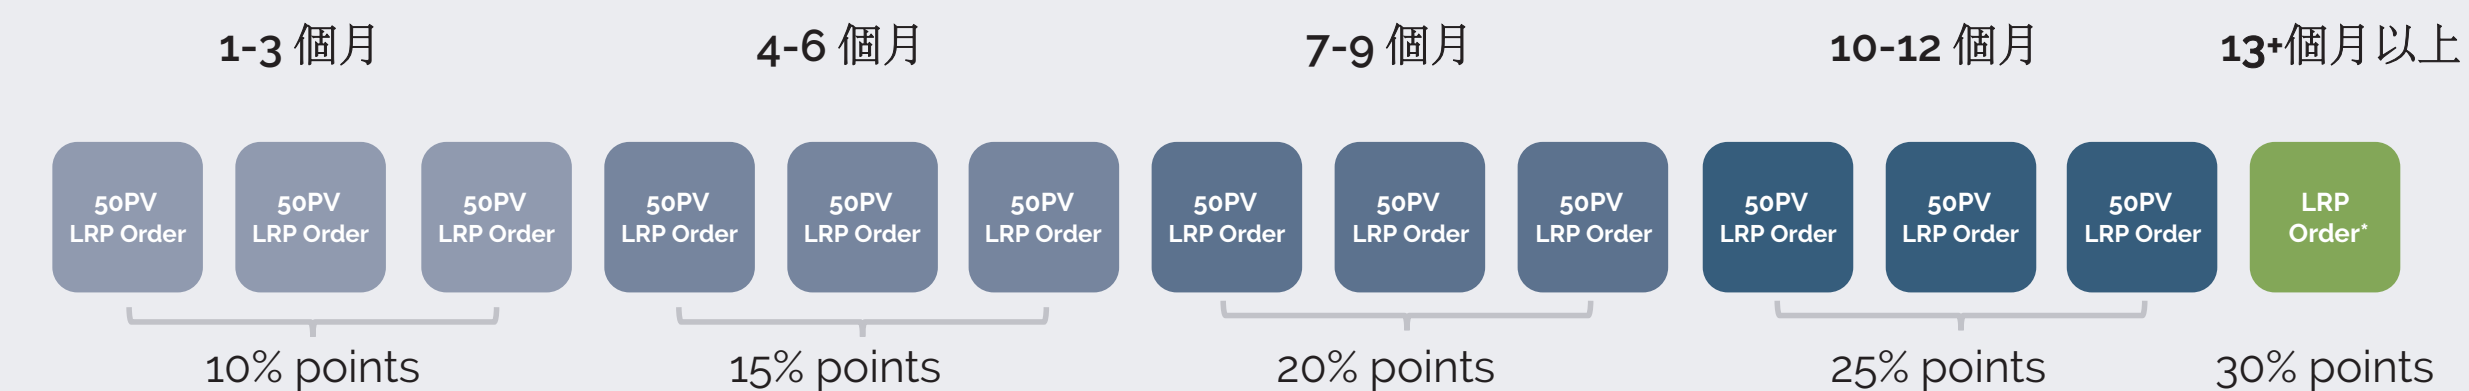 1-3 個月
4-6 個月
7-9 個月
10-12 個月
13+個月以上
50PV
LRP Order
50PV
LRP Order
50PV
LRP Order
50PV
LRP Order
50PV
LRP Order
50PV
LRP Order
50PV
LRP Order
50PV
LRP Order
50PV
LRP Order
50PV
LRP Order
50PV
LRP Order
50PV
LRP Order
LRP
Order*
10% points
15% points
20% points
25% points
30% points